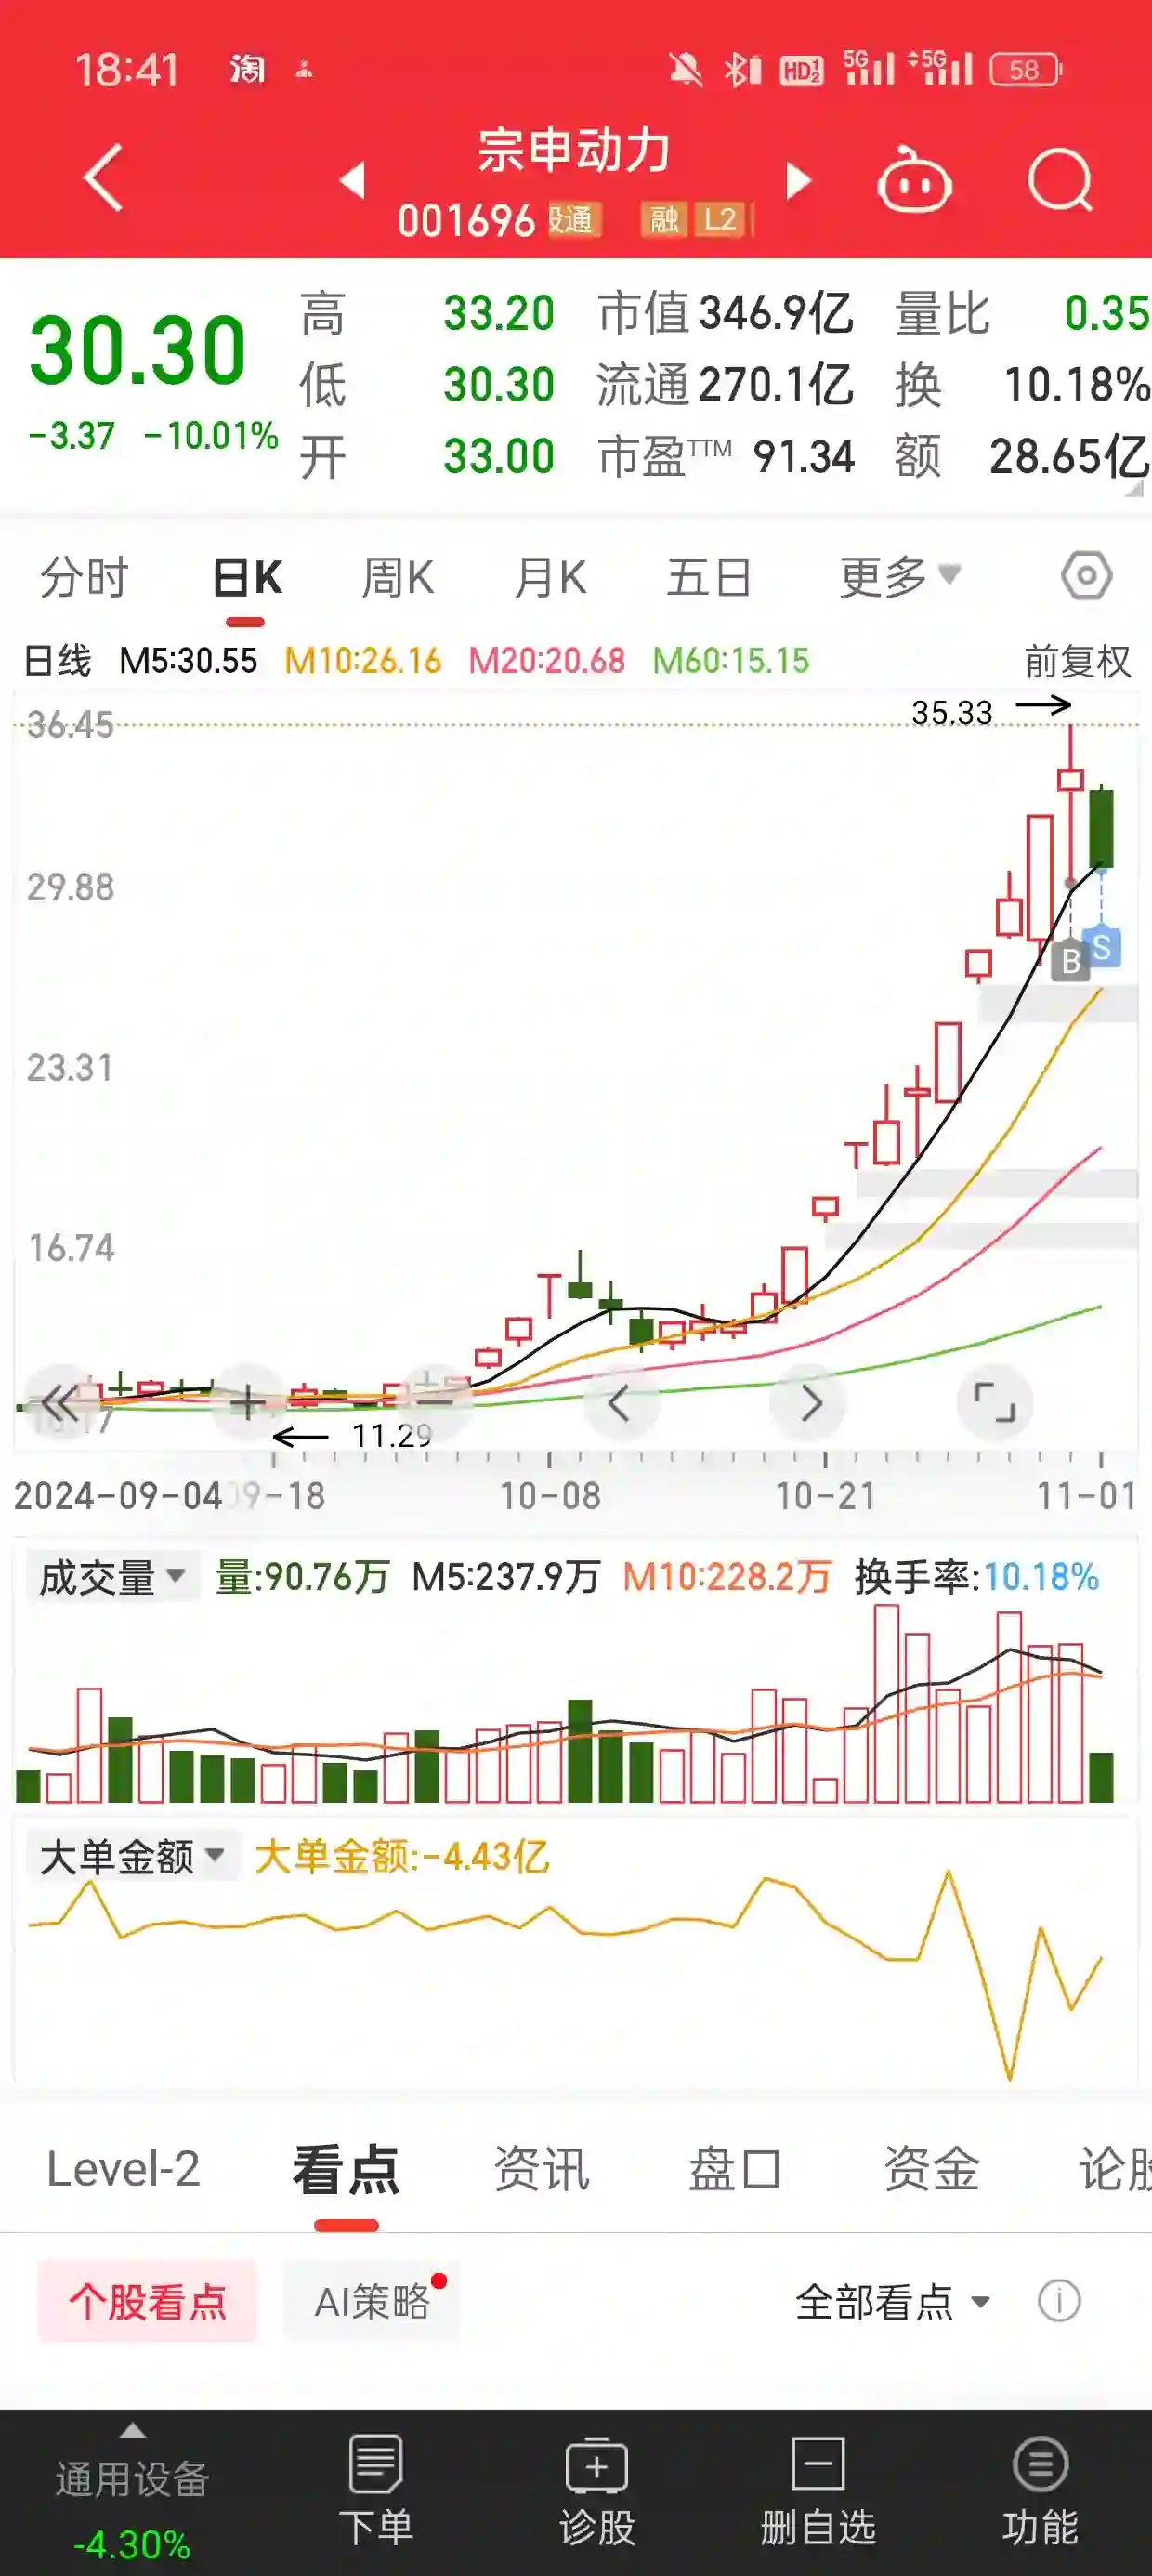 18:41 淘 HD 1 2 5G 5G 58
宗申动力
001696 股通 融 L2
30.30
-3.37 -10.01%
高 33.20 市值 346.9亿 量比 0.35
低 30.30 流通 270.1亿 换 10.18%
开 33.00 市盈TTM 91.34 额 28.65亿
分时 日K 周K 月K 五日 更多
日线 M5:30.55 M10:26.16 M20:20.68 M60:15.15 前复权
36.45
35.33
29.88
B S
23.31
16.74
11.29
2024-09-04 09-18 10-08 10-21 11-01
成交量 量:90.76万 M5:237.9万 M10:228.2万 换手率:10.18%
大单金额 大单金额:-4.43亿
Level-2 看点 资讯 盘口 资金 论股
个股看点 AI策略 全部看点
通用设备 下单 诊股 删自选 功能
-4.30%